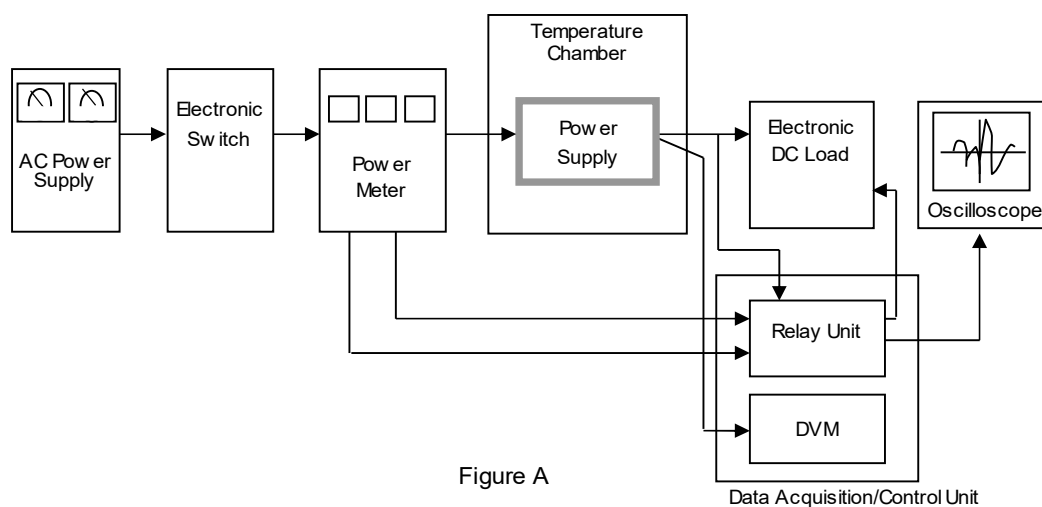 Temperature
Chamber
AC Power
Supply
Electronic
Switch
Power
Meter
Power
Supply
Electronic
DC Load
Oscilloscope
Relay Unit
DVM
Figure A
Data Acquisition/Control Unit